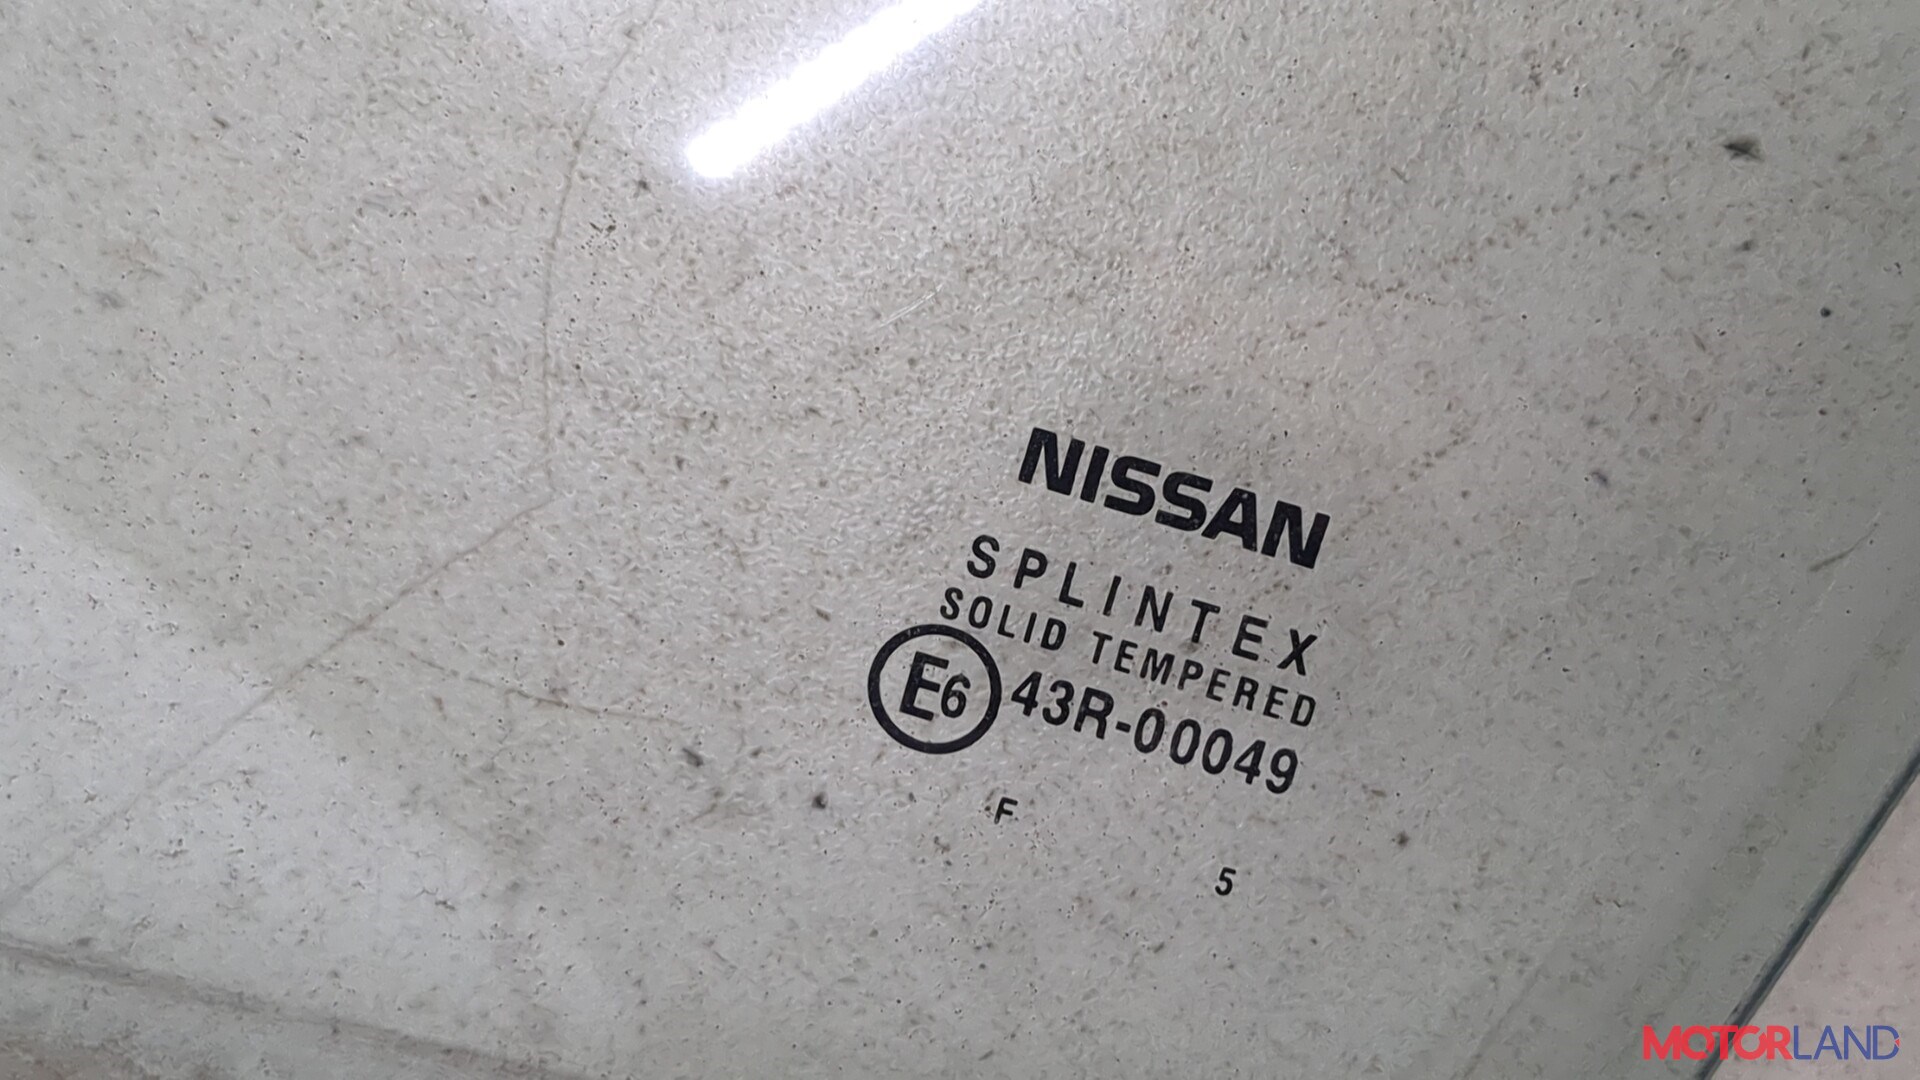 NISSAN
SPLINTEX
SOLID TEMPERED
E6 43R-00049
F
5
MOTORLAND